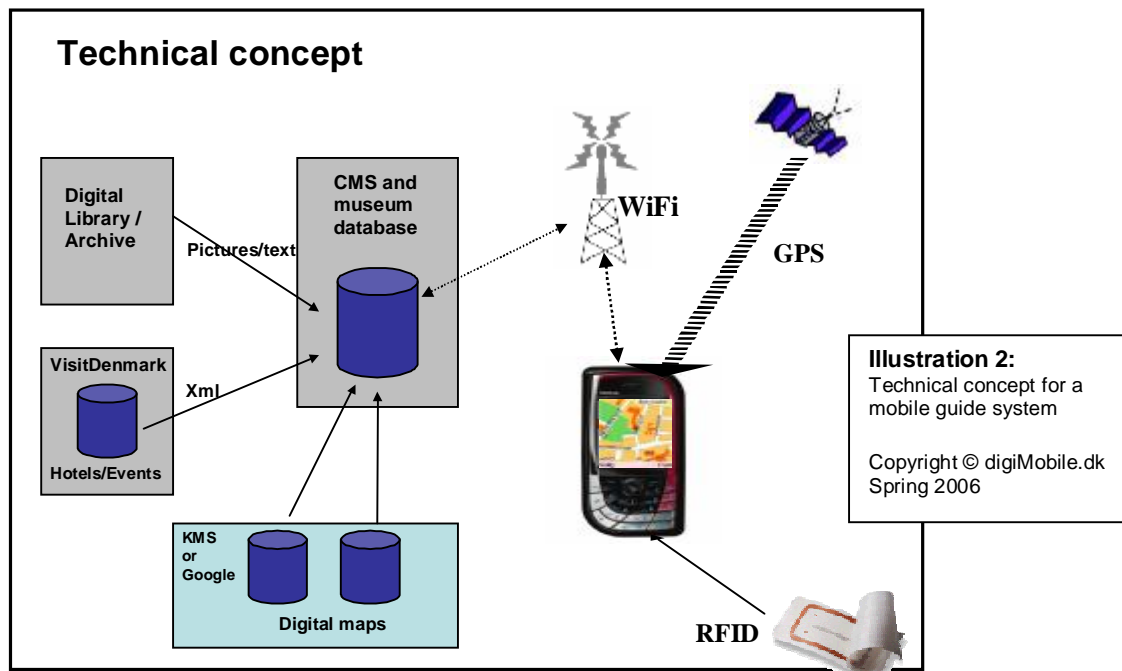 Technical concept
Digital
Library /
Archive
Pictures/text
CMS and
museum
database
WiFi
GPS
VisitDenmark
Xml
Hotels/Events
KMS
or
Google
Digital maps
RFID
Illustration 2:
Technical concept for a
mobile guide system
Copyright © digiMobile.dk
Spring 2006